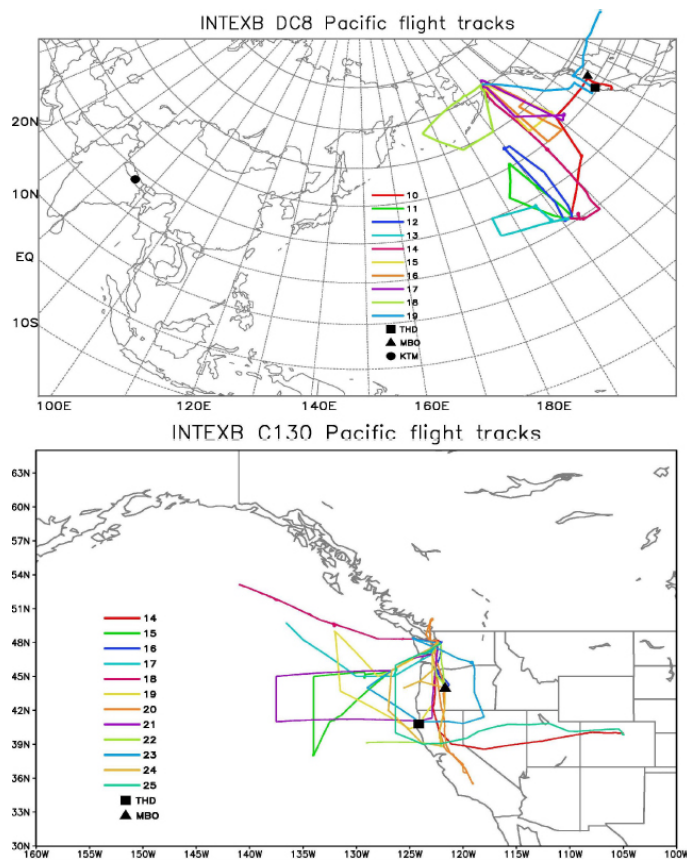 INTEXB DC8 Pacific flight tracks
20N
10N
EQ
10S
10
11
12
13
14
15
16
17
18
19
THD
MBO
KTM
100E 120E 140E 160E 180E
INTEXB C130 Pacific flight tracks
63N
60N
57N
54N
51N
48N
45N
42N
39N
36N
33N
30N
14
15
16
17
18
19
20
21
22
23
24
25
THD
MBO
160W 155W 150W 145W 140W 135W 130W 125W 120W 115W 110W 105W 100W